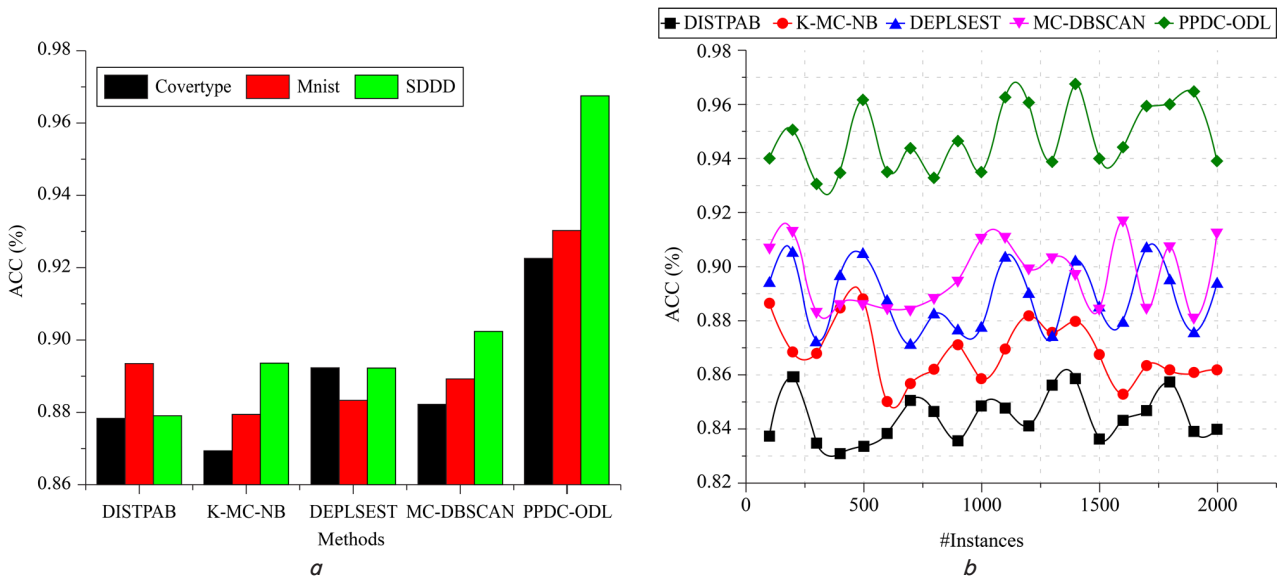 0.98
0.96
0.94
0.92
0.90
0.88
0.86
ACC (%)
Covertype Mnist SDDD
DISTPAB K-MC-NB DEPLSEST MC-DBSCAN PPDC-ODL
Methods
a
DISTPAB K-MC-NB DEPLSEST MC-DBSCAN PPDC-ODL
0.98
0.96
0.94
0.92
0.90
0.88
0.86
0.84
0.82
ACC (%)
0 500 1000 1500 2000
#Instances
b